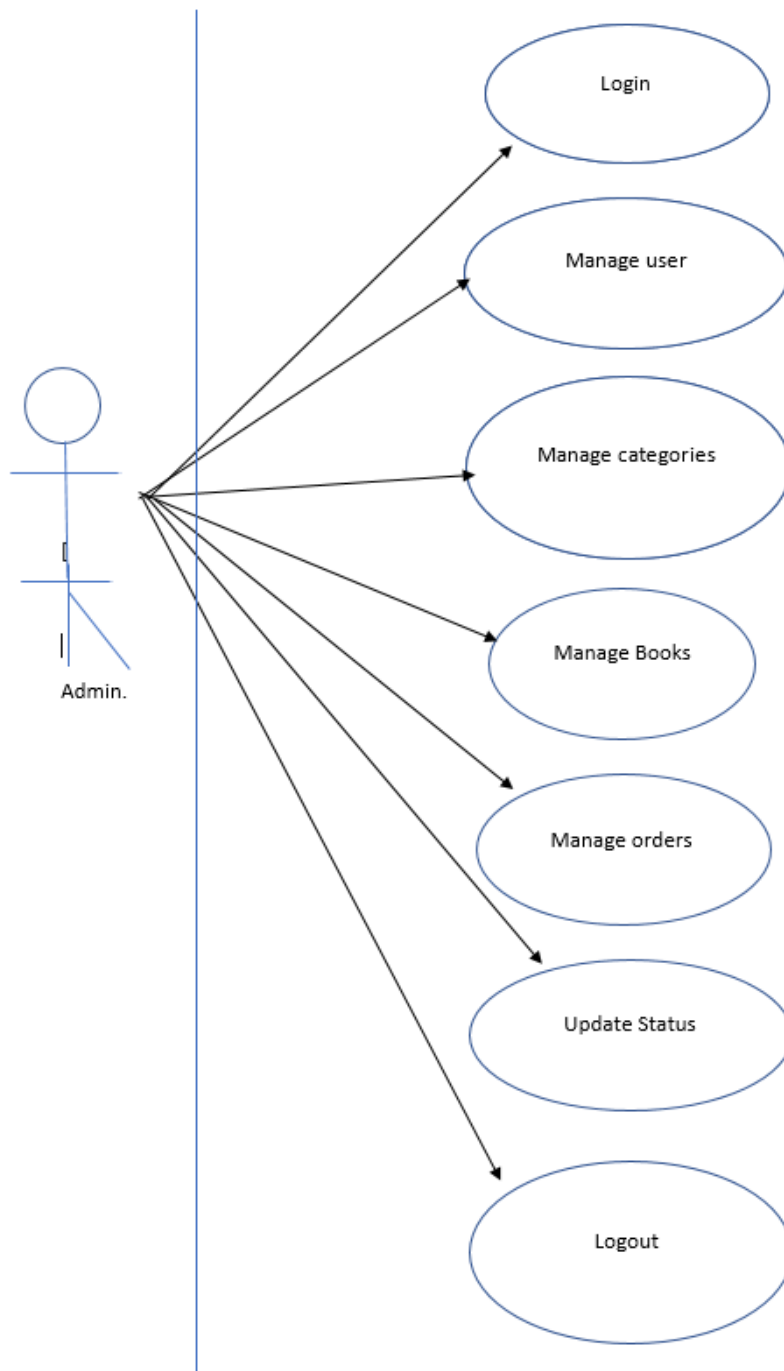 Login
Manage user
Manage categories
Manage Books
Admin.
Manage orders
Update Status
Logout